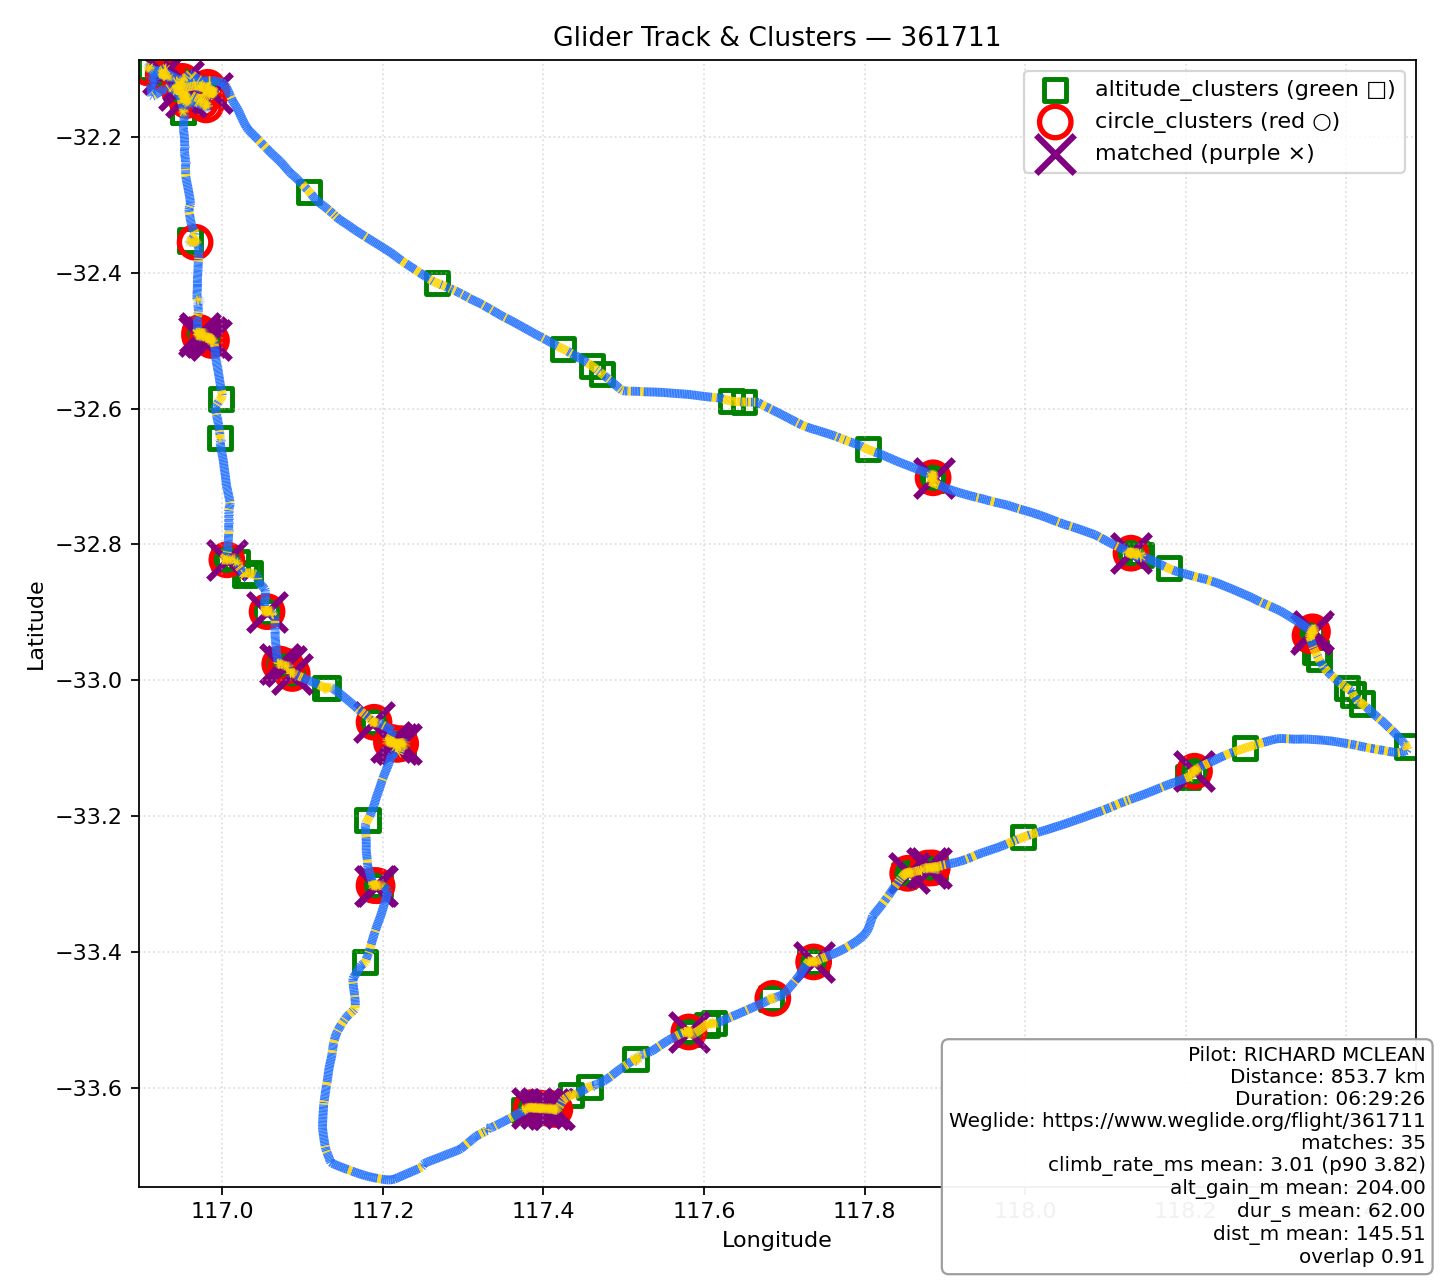 Glider Track & Clusters — 361711
altitude_clusters (green □)
circle_clusters (red ○)
matched (purple ×)
−32.2
−32.4
−32.6
−32.8
−33.0
−33.2
−33.4
−33.6
Latitude
117.0
117.2
117.4
117.6
117.8
118.0
118.2
Longitude
Pilot: RICHARD MCLEAN
Distance: 853.7 km
Duration: 06:29:26
Weglide: https://www.weglide.org/flight/361711
matches: 35
climb_rate_ms mean: 3.01 (p90 3.82)
alt_gain_m mean: 204.00
dur_s mean: 62.00
dist_m mean: 145.51
overlap 0.91